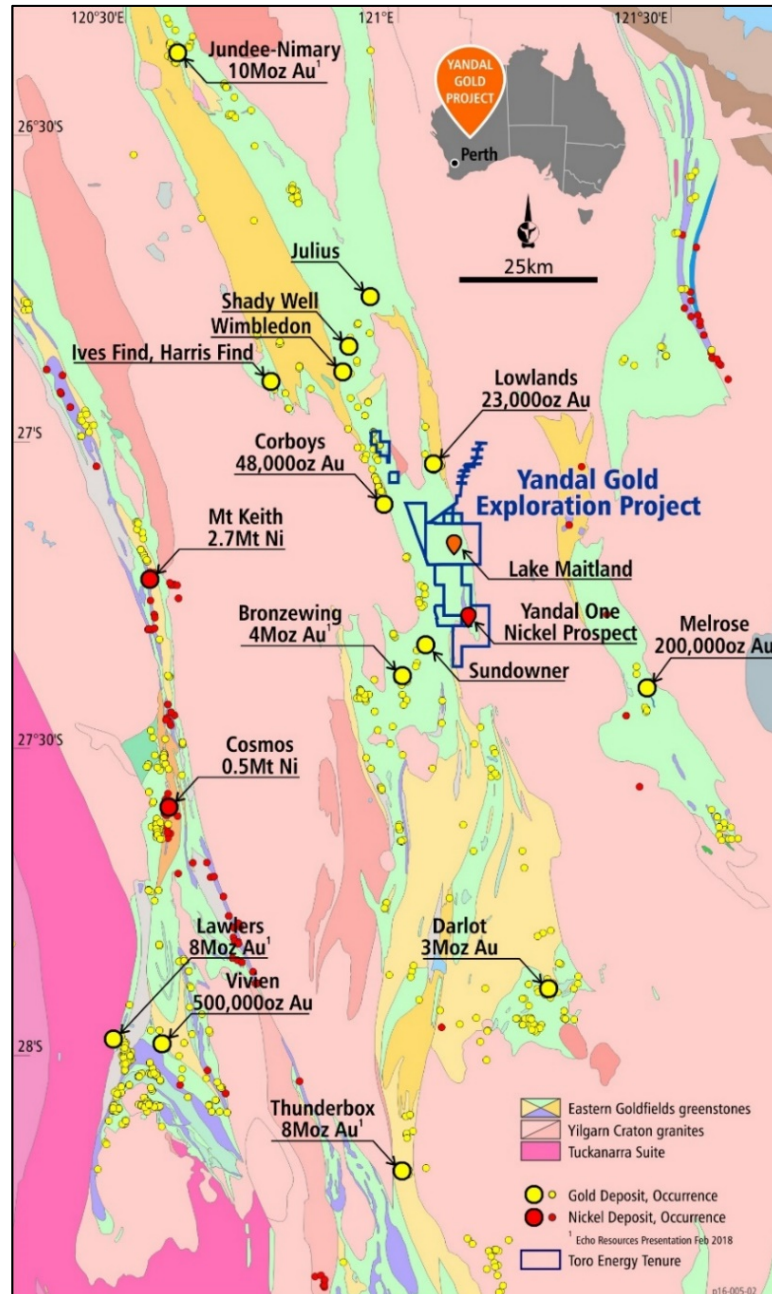 120°30'E
121°E
121°30'E
Jundee-Nimary
10Moz Au¹
YANDAL
GOLD
PROJECT
Perth
26°30'S
25km
Julius
Shady Well
Wimbledon
Ives Find, Harris Find
Lowlands
23,000oz Au
27°S
Corboys
48,000oz Au
Yandal Gold
Exploration Project
Mt Keith
2.7Mt Ni
Lake Maitland
Bronzewing
4Moz Au¹
Yandal One
Nickel Prospect
Melrose
200,000oz Au
Sundowner
27°30'S
Cosmos
0.5Mt Ni
Lawlers
8Moz Au¹
Darlot
3Moz Au
Vivien
500,000oz Au
28°S
Thunderbox
8Moz Au¹
Eastern Goldfields greenstones
Yilgarn Craton granites
Tuckanarra Suite
Gold Deposit, Occurrence
Nickel Deposit, Occurrence
¹ Echo Resources Presentation Feb 2018
Toro Energy Tenure
p16-005-02